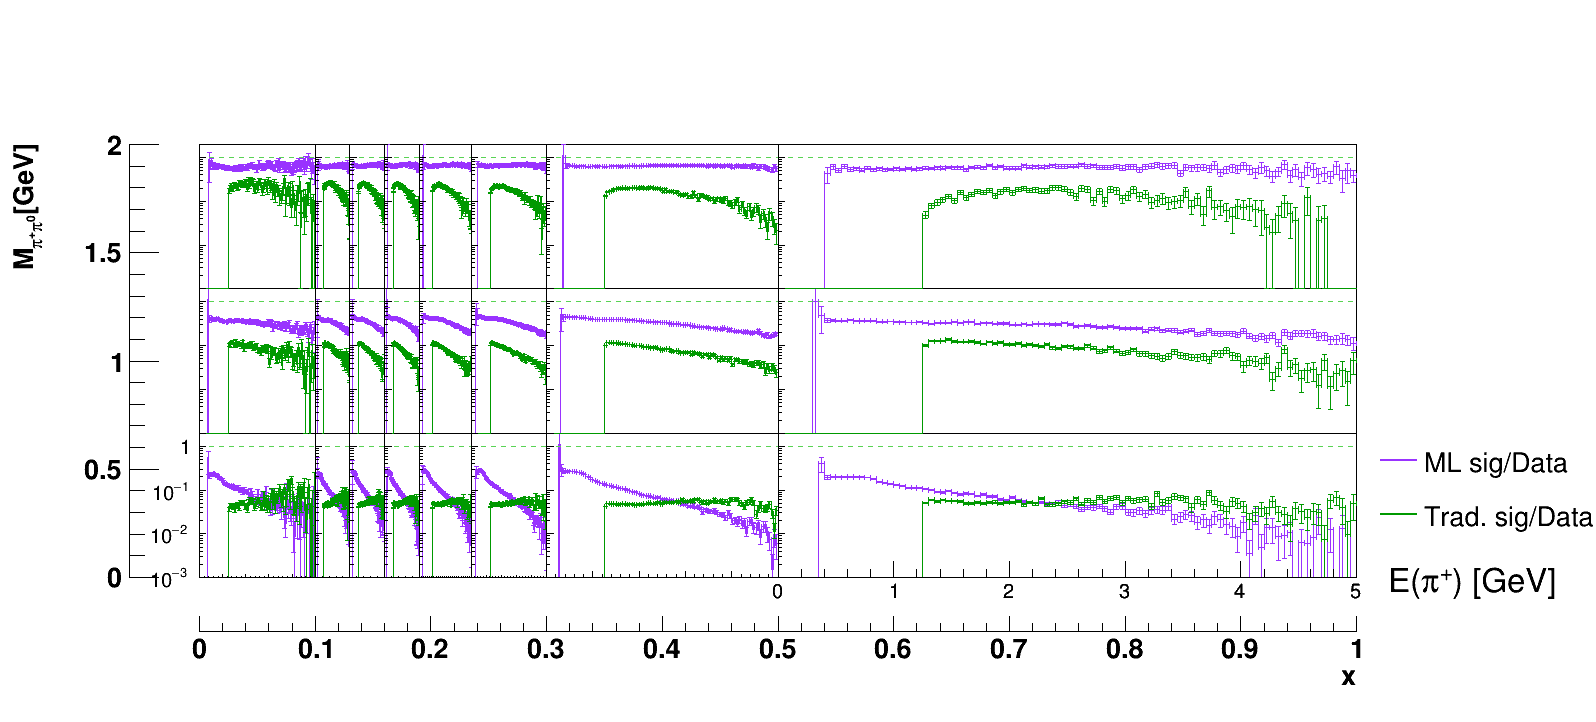 M π⁺π⁰ [GeV]
2
1.5
1
0.5
0
1
10⁻¹
10⁻²
10⁻³
ML sig/Data
Trad. sig/Data
0 1 2 3 4 5
E(π⁺) [GeV]
0 0.1 0.2 0.3 0.4 0.5 0.6 0.7 0.8 0.9 1
x